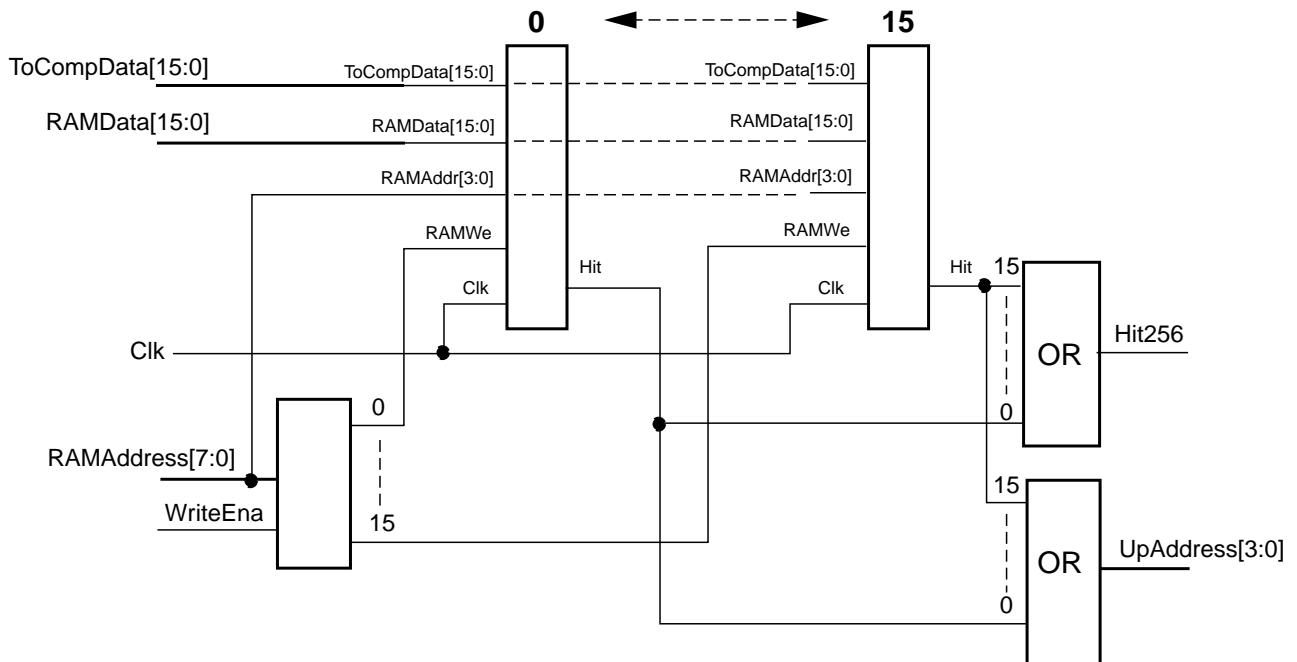 0
15
ToCompData[15:0]
ToCompData[15:0]
ToCompData[15:0]
RAMData[15:0]
RAMData[15:0]
RAMData[15:0]
RAMAddr[3:0]
RAMAddr[3:0]
RAMWe
RAMWe
Hit
Hit
15
Clk
Clk
Clk
OR
Hit256
0
0
RAMAddress[7:0]
WriteEna
15
15
OR
UpAddress[3:0]
0